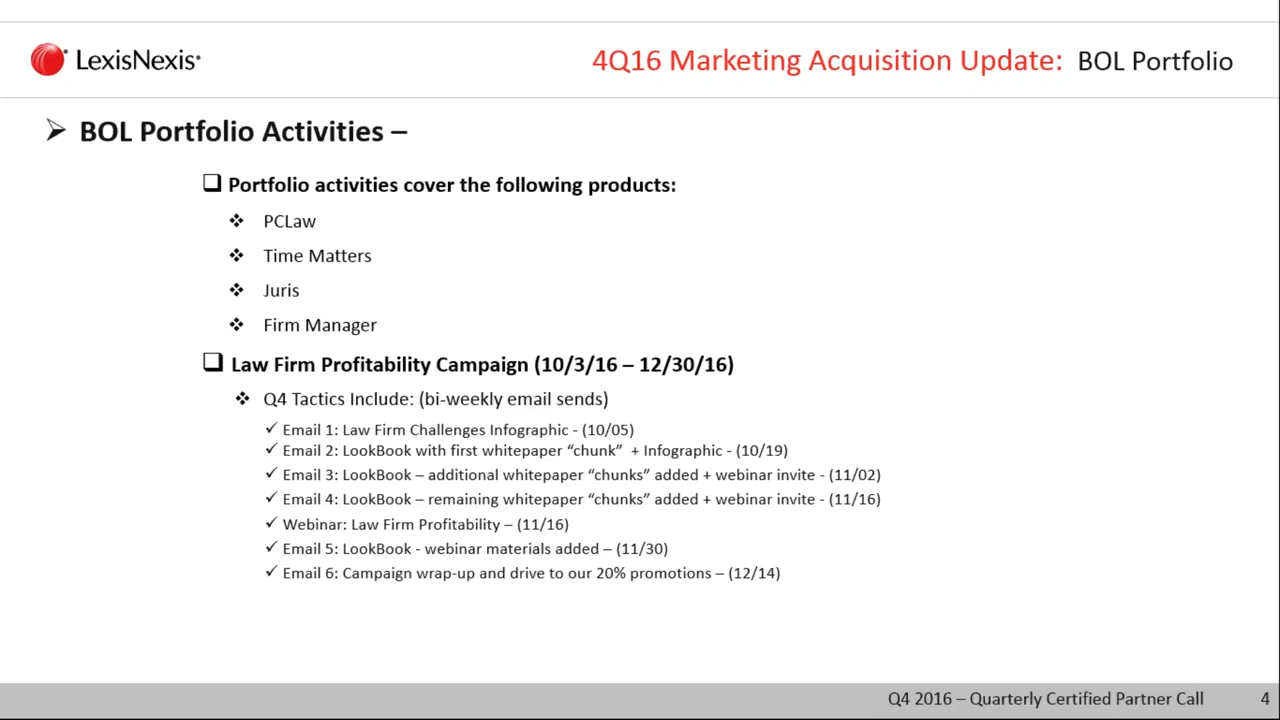 LexisNexis®
4Q16 Marketing Acquisition Update: BOL Portfolio
➢ BOL Portfolio Activities –
❑ Portfolio activities cover the following products:
❖ PCLaw
❖ Time Matters
❖ Juris
❖ Firm Manager
❑ Law Firm Profitability Campaign (10/3/16 – 12/30/16)
❖ Q4 Tactics Include: (bi-weekly email sends)
✓ Email 1: Law Firm Challenges Infographic - (10/05)
✓ Email 2: LookBook with first whitepaper “chunk” + Infographic - (10/19)
✓ Email 3: LookBook – additional whitepaper “chunks” added + webinar invite - (11/02)
✓ Email 4: LookBook – remaining whitepaper “chunks” added + webinar invite - (11/16)
✓ Webinar: Law Firm Profitability – (11/16)
✓ Email 5: LookBook - webinar materials added – (11/30)
✓ Email 6: Campaign wrap-up and drive to our 20% promotions – (12/14)
Q4 2016 – Quarterly Certified Partner Call 4